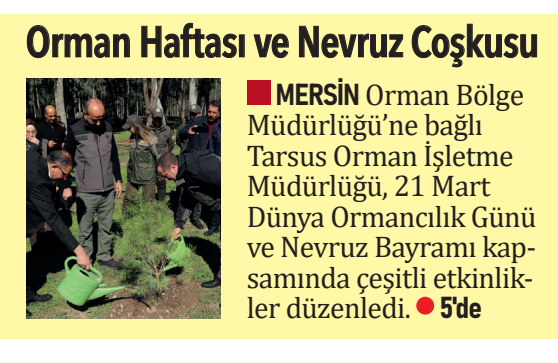 Orman Haftası ve Nevruz Coşkusu
MERSİN Orman Bölge
Müdürlüğü’ne bağlı
Tarsus Orman İşletme
Müdürlüğü, 21 Mart
Dünya Ormancılık Günü
ve Nevruz Bayramı kap-
samında çeşitli etkinlik-
ler düzenledi. ● 5'de